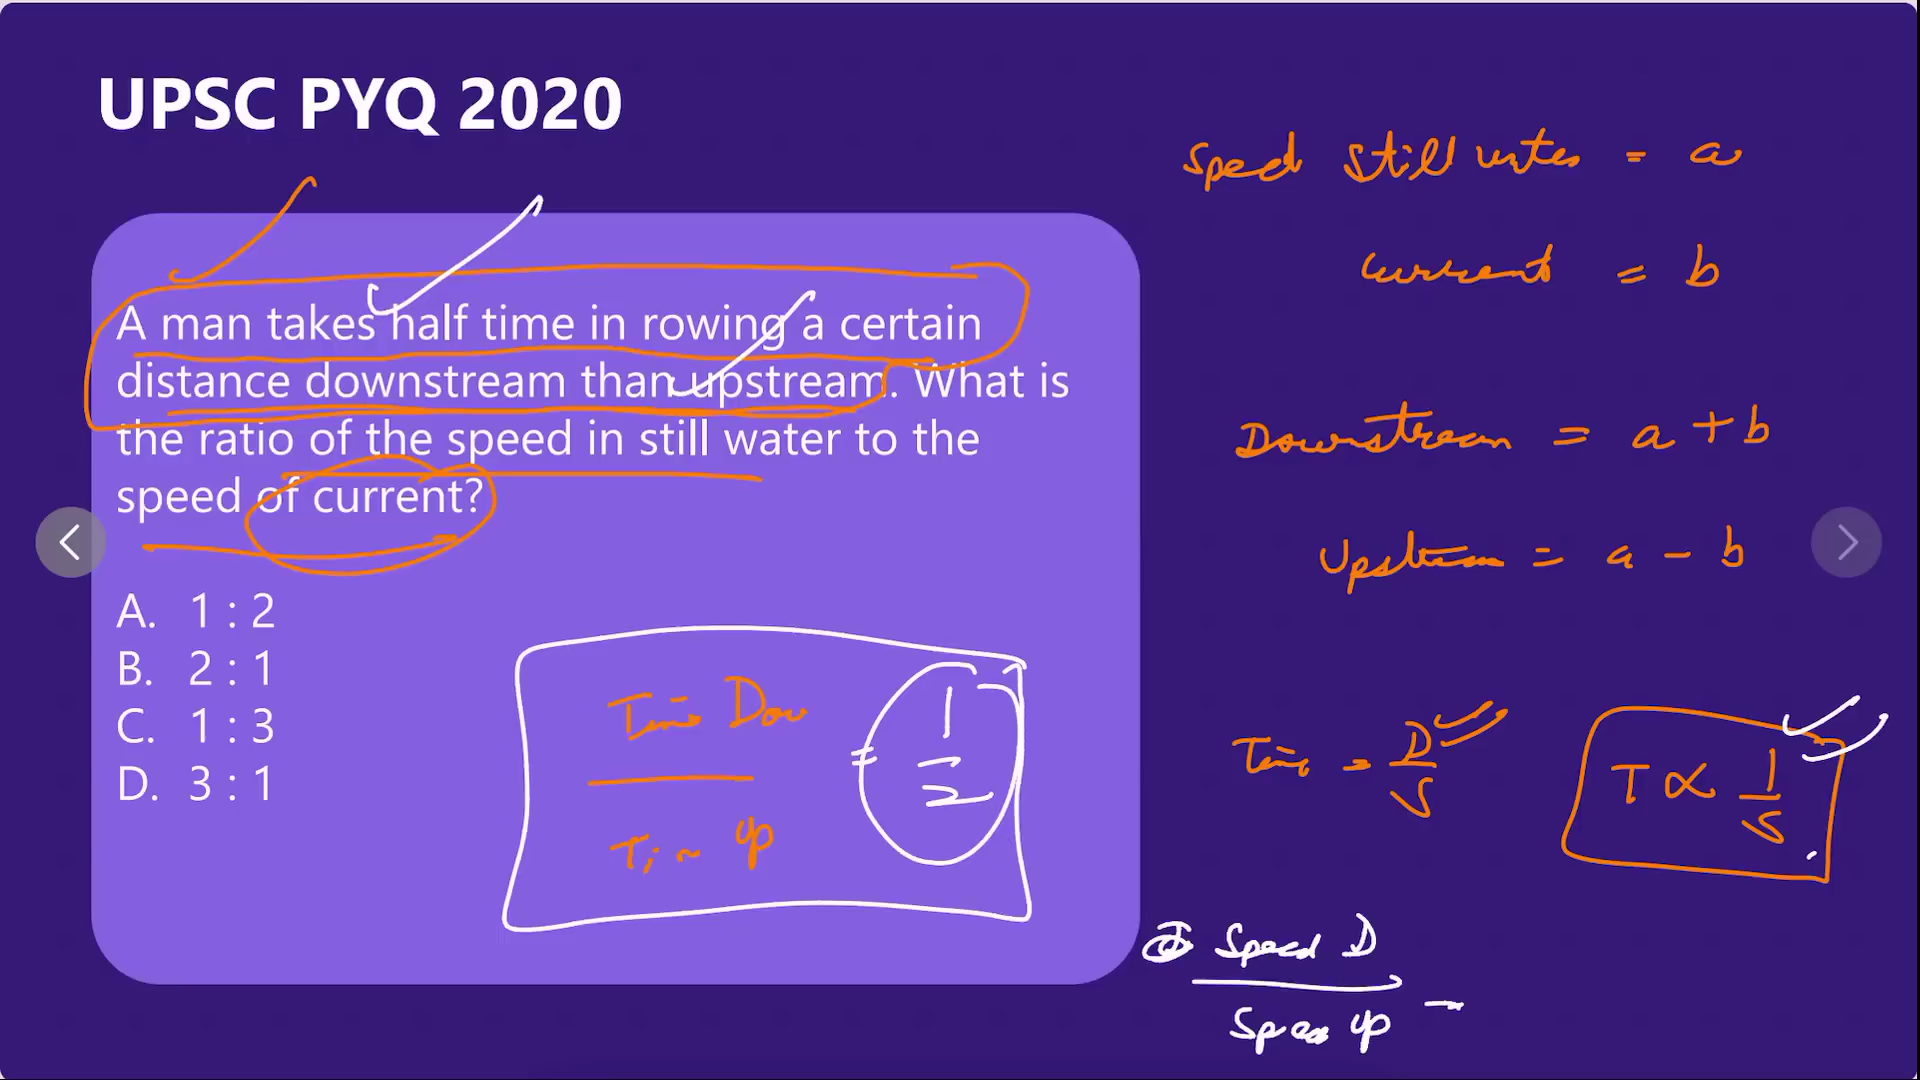 UPSC PYQ 2020
A man takes half time in rowing a certain
distance downstream than upstream. What is
the ratio of the speed in still water to the
speed of current?
A. 1 : 2
B. 2 : 1
C. 1 : 3
D. 3 : 1
Time Dow
Tim up
= 1
2
Speed Still water = a
Current = b
Downstream = a + b
Upstream = a - b
Time = D
S
T ∝ 1
S
Speed D
Speed up